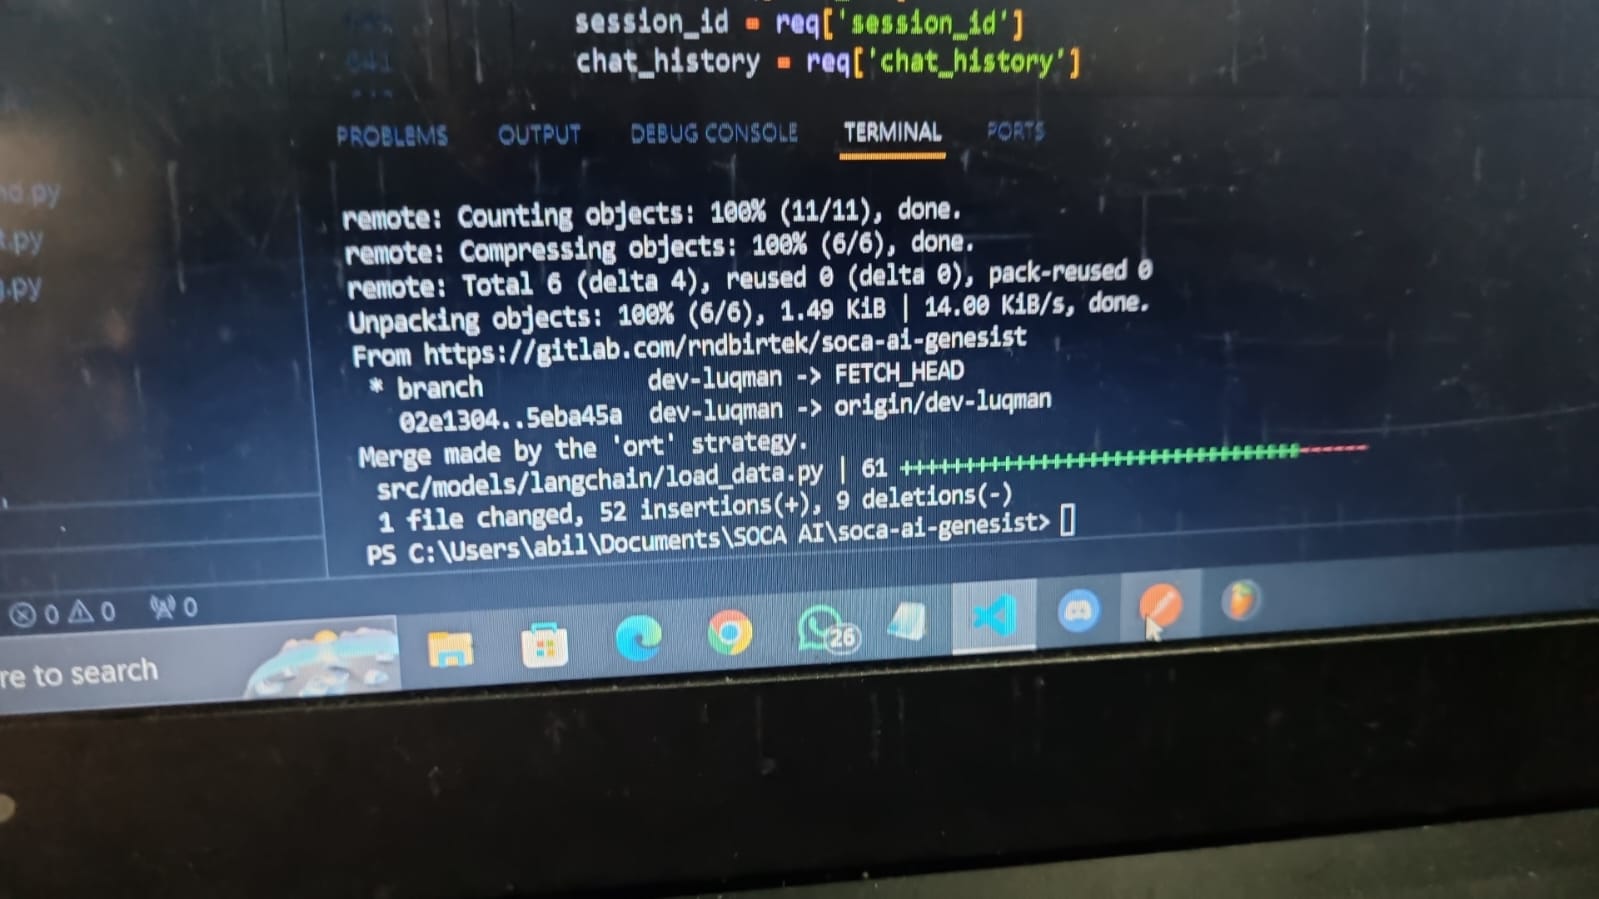 session_id = req['session_id']
641
chat_history = req['chat_history']
PROBLEMS OUTPUT DEBUG CONSOLE TERMINAL PORTS
.py
.py
.py
remote: Counting objects: 100% (11/11), done.
remote: Compressing objects: 100% (6/6), done.
remote: Total 6 (delta 4), reused 0 (delta 0), pack-reused 0
Unpacking objects: 100% (6/6), 1.49 KiB | 14.00 KiB/s, done.
From https://gitlab.com/rndbirtek/soca-ai-genesist
* branch dev-luqman -> FETCH_HEAD
02e1304..5eba45a dev-luqman -> origin/dev-luqman
Merge made by the 'ort' strategy.
src/models/langchain/load_data.py | 61 ++++++++++++++++++++++++++++++++++++------
1 file changed, 52 insertions(+), 9 deletions(-)
PS C:\Users\abil\Documents\SOCA AI\soca-ai-genesist>
0 0 0
re to search
26